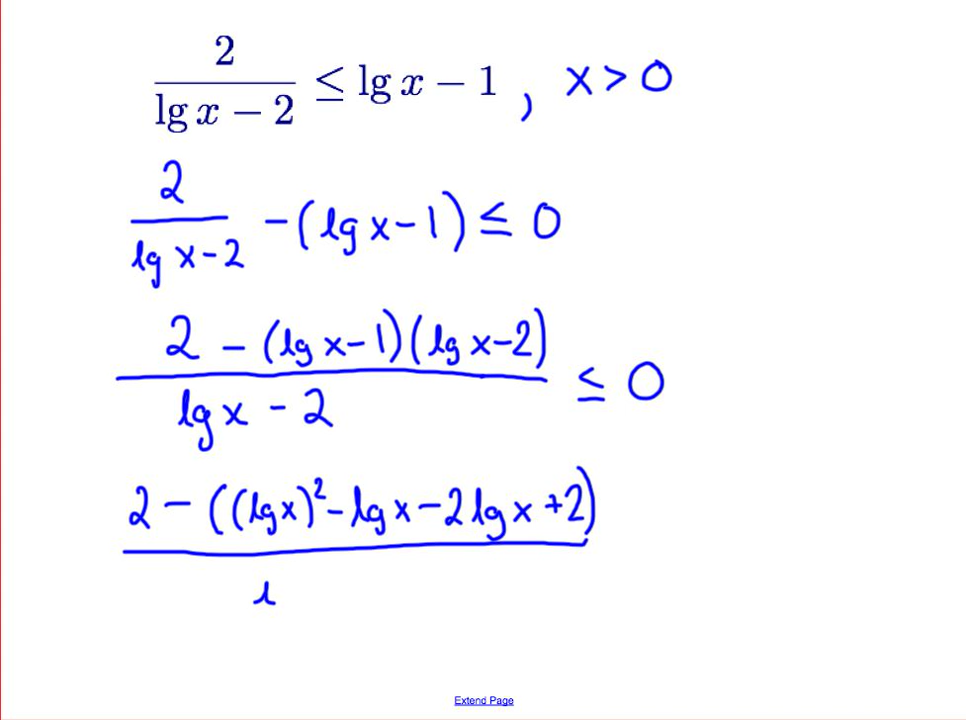 2/(lg x − 2) ≤ lg x − 1 , x > 0
2/(lg x − 2) − (lg x − 1) ≤ 0
(2 − (lg x − 1)(lg x − 2))/(lg x − 2) ≤ 0
2 − ((lg x)² − lg x − 2 lg x + 2)
l
Extend Page